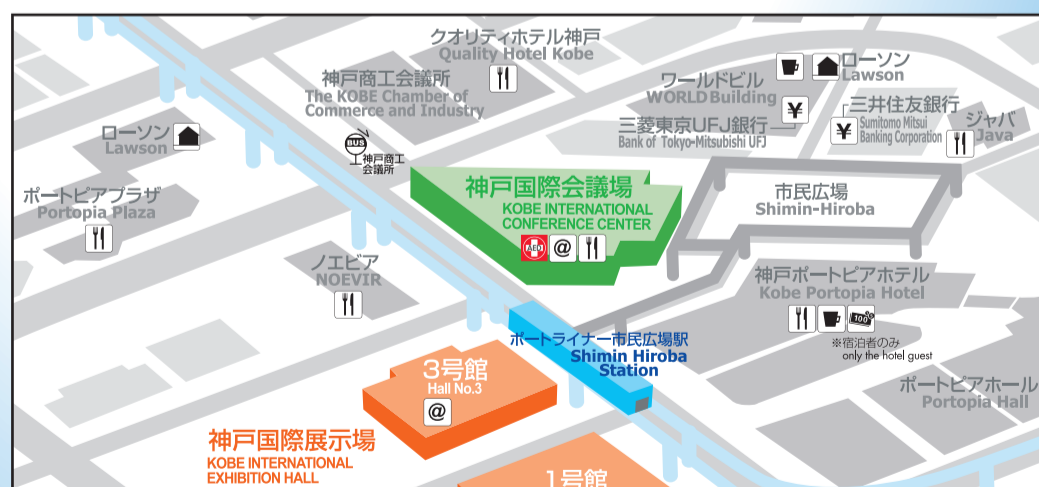 クオリティホテル神戸
Quality Hotel Kobe
神戸商工会議所
The KOBE Chamber of
Commerce and Industry
ローソン
Lawson
BUS
神戸商工
会議所
ワールドビル
WORLD Building
ローソン
Lawson
三菱東京UFJ銀行
Bank of Tokyo-Mitsubishi UFJ
¥
¥
三井住友銀行
Sumitomo Mitsui
Banking Corporation
ジャバ
Java
ポートピアプラザ
Portopia Plaza
神戸国際会議場
KOBE INTERNATIONAL
CONFERENCE CENTER
AED
@
市民広場
Shimin-Hiroba
ノエビア
NOEVIR
神戸ポートピアホテル
Kobe Portopia Hotel
100
※宿泊者のみ
only the hotel guest
ポートライナー市民広場駅
Shimin Hiroba
Station
3号館
Hall No.3
@
ポートピアホール
Portopia Hall
神戸国際展示場
KOBE INTERNATIONAL
EXHIBITION HALL
1号館